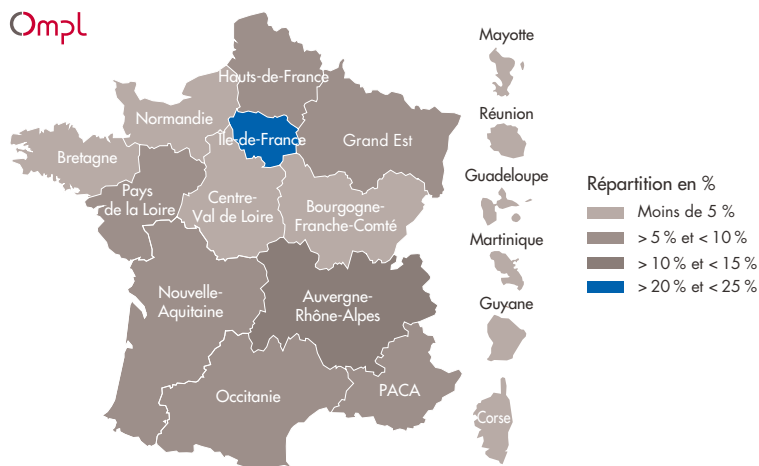 Ompl
Hauts-de-France
Normandie
Île-de-France
Grand Est
Bretagne
Pays
de la Loire
Centre-
Val de Loire
Bourgogne-
Franche-Comté
Nouvelle-
Aquitaine
Auvergne-
Rhône-Alpes
Occitanie
PACA
Mayotte
Réunion
Guadeloupe
Martinique
Guyane
Corse
Répartition en %
Moins de 5 %
> 5 % et < 10 %
> 10 % et < 15 %
> 20 % et < 25 %